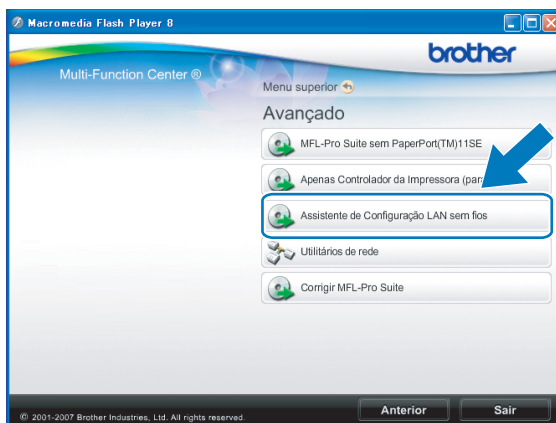 Macromedia Flash Player 8
brother
Multi-Function Center ®
Menu superior
Avançado
MFL-Pro Suite sem PaperPort(TM)11SE
Apenas Controlador da Impressora (para
Assistente de Configuração LAN sem fios
Utilitários de rede
Corrigir MFL-Pro Suite
© 2001-2007 Brother Industries, Ltd. All rights reserved.
Anterior
Sair